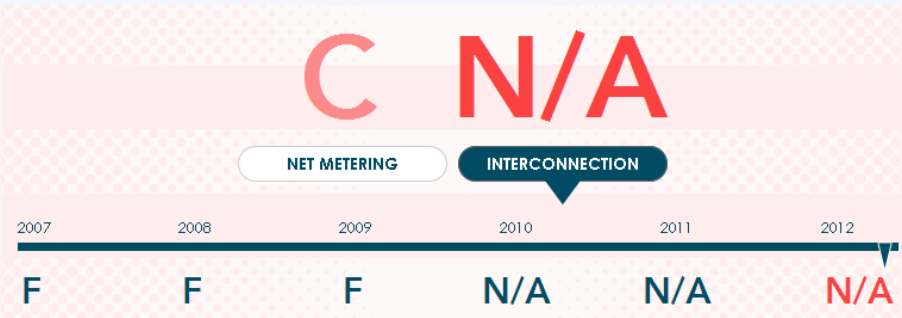 C N/A
NET METERING INTERCONNECTION
2007 2008 2009 2010 2011 2012
F F F N/A N/A N/A